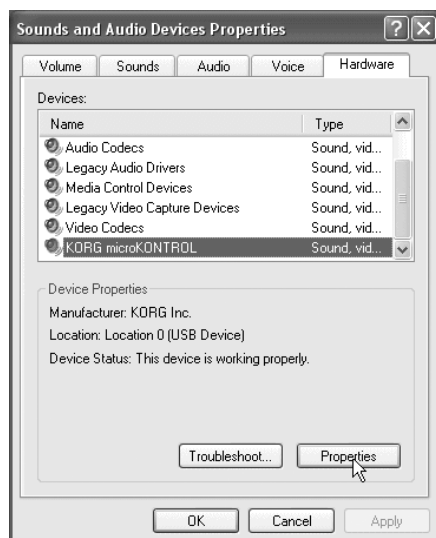 Sounds and Audio Devices Properties
Volume Sounds Audio Voice Hardware
Devices:
Name Type
Audio Codecs Sound, vid...
Legacy Audio Drivers Sound, vid...
Media Control Devices Sound, vid...
Legacy Video Capture Devices Sound, vid...
Video Codecs Sound, vid...
KORG microKONTROL Sound, vid...
Device Properties
Manufacturer: KORG Inc.
Location: Location 0 (USB Device)
Device Status: This device is working properly.
Troubleshoot... Properties
OK Cancel Apply